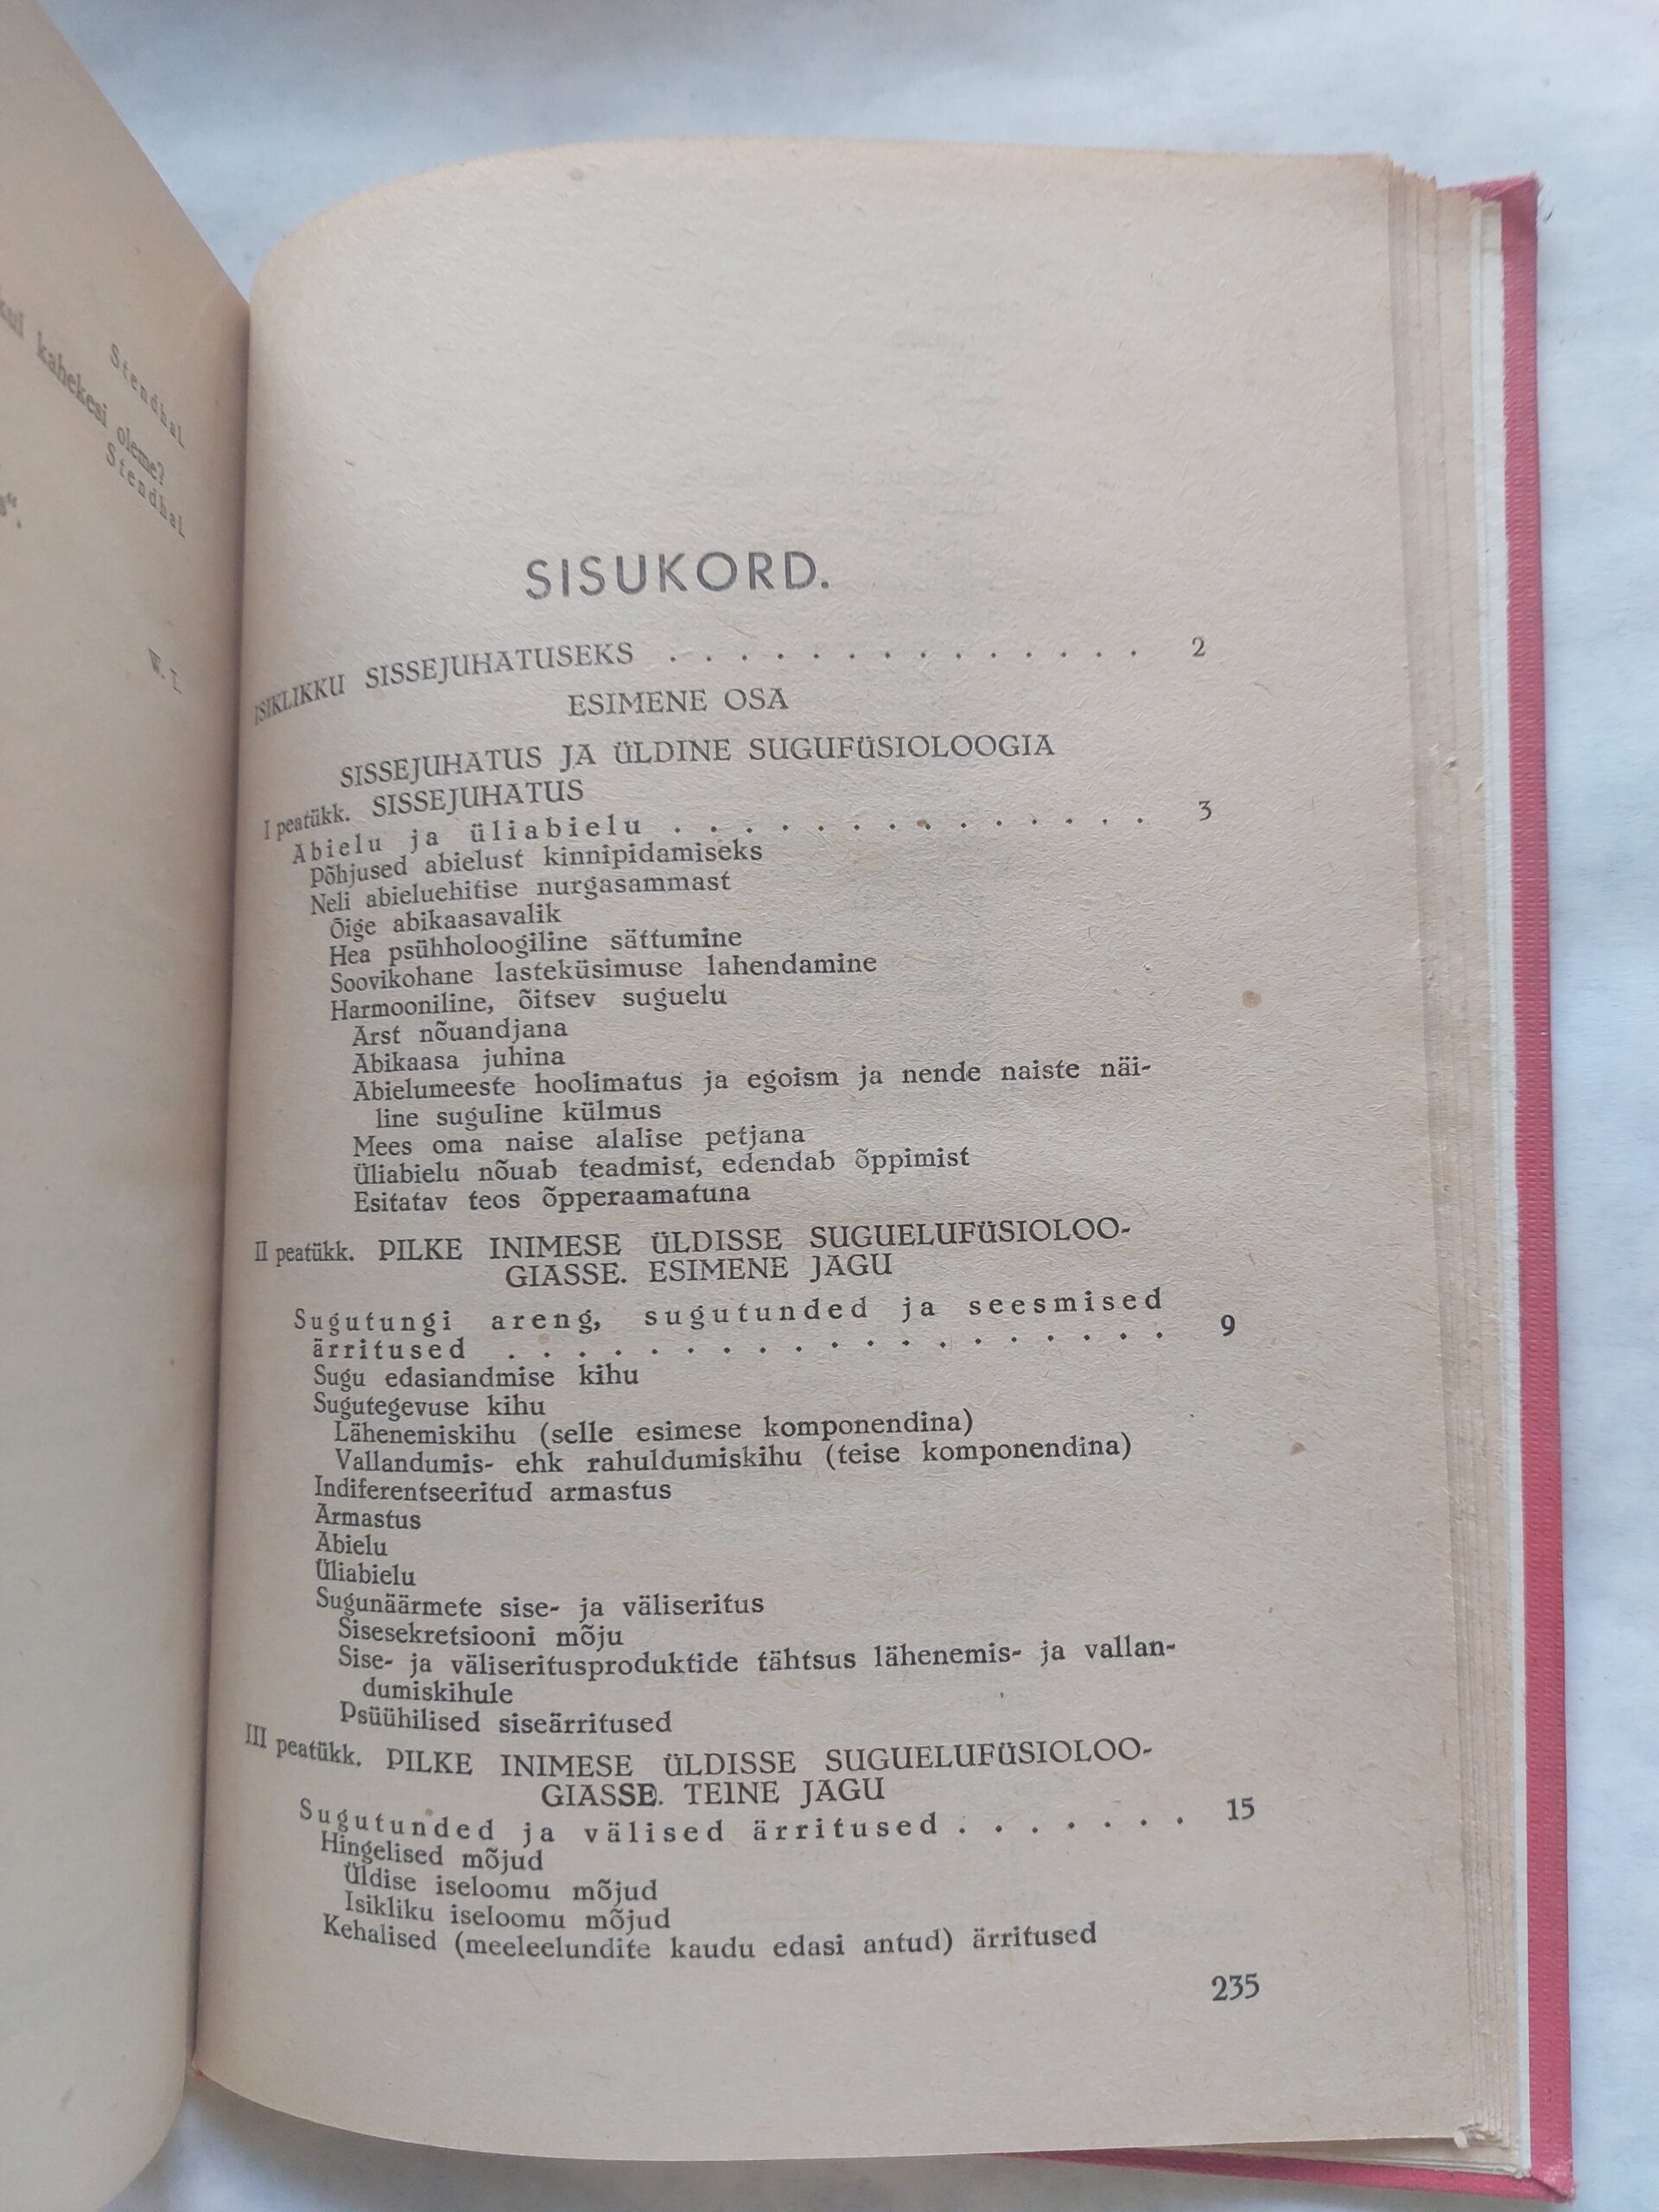 Stendhal
kui kahekesi oleme?
Stendhal
s“.
W. L.
SISUKORD.
ISIKLIKKU SISSEJUHATUSEKS . . . . . . . . . . . . . . 2
ESIMENE OSA
SISSEJUHATUS JA ÜLDINE SUGUFÜSIOLOOGIA
I peatükk. SISSEJUHATUS
Abielu ja üliabielu . . . . . . . . . . . . . . 3
Põhjused abielust kinnipidamiseks
Neli abieluehitise nurgasammast
Õige abikaasavalik
Hea psühholoogiline sättumine
Soovikohane lasteküsimuse lahendamine
Harmooniline, õitsev suguelu
Arst nõuandjana
Abikaasa juhina
Abielumeeste hoolimatus ja egoism ja nende naiste näi-
line suguline külmus
Mees oma naise alalise petjana
Üliabielu nõuab teadmist, edendab õppimist
Esitatav teos õpperaamatuna
II peatükk. PILKE INIMESE ÜLDISSE SUGUELUFÜSIOLOO-
GIASSE. ESIMENE JAGU
Sugutungi areng, sugutunded ja seesmised
ärritused . . . . . . . . . . . . . . . . . . . 9
Sugu edasiandmise kihu
Sugutegevuse kihu
Lähenemiskihu (selle esimese komponendina)
Vallandumis- ehk rahuldumiskihu (teise komponendina)
Indiferentseeritud armastus
Armastus
Abielu
Üliabielu
Sugunäärmete sise- ja väliseritus
Sisesekretsiooni mõju
Sise- ja väliseritusproduktide tähtsus lähenemis- ja vallan-
dumiskihule
Psüühilised siseärritused
III peatükk. PILKE INIMESE ÜLDISSE SUGUELUFÜSIOLOO-
GIASSE. TEINE JAGU
Sugutunded ja välised ärritused . . . . . . . 15
Hingelised mõjud
Üldise iseloomu mõjud
Isikliku iseloomu mõjud
Kehalised (meeleelundite kaudu edasi antud) ärritused
235